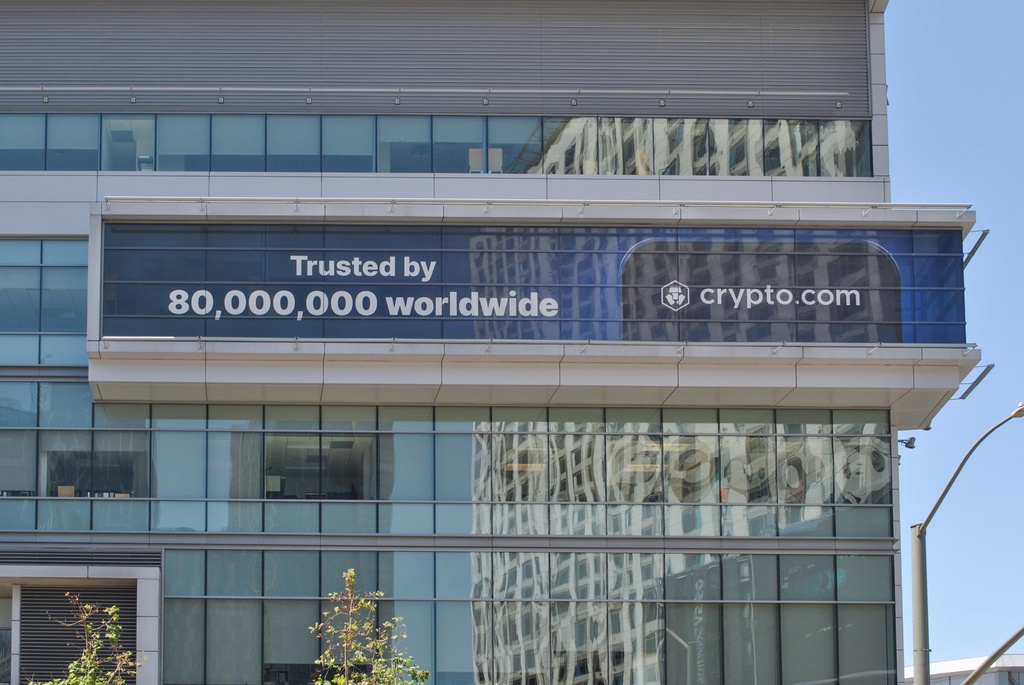 Trusted by
80,000,000 worldwide
crypto.com